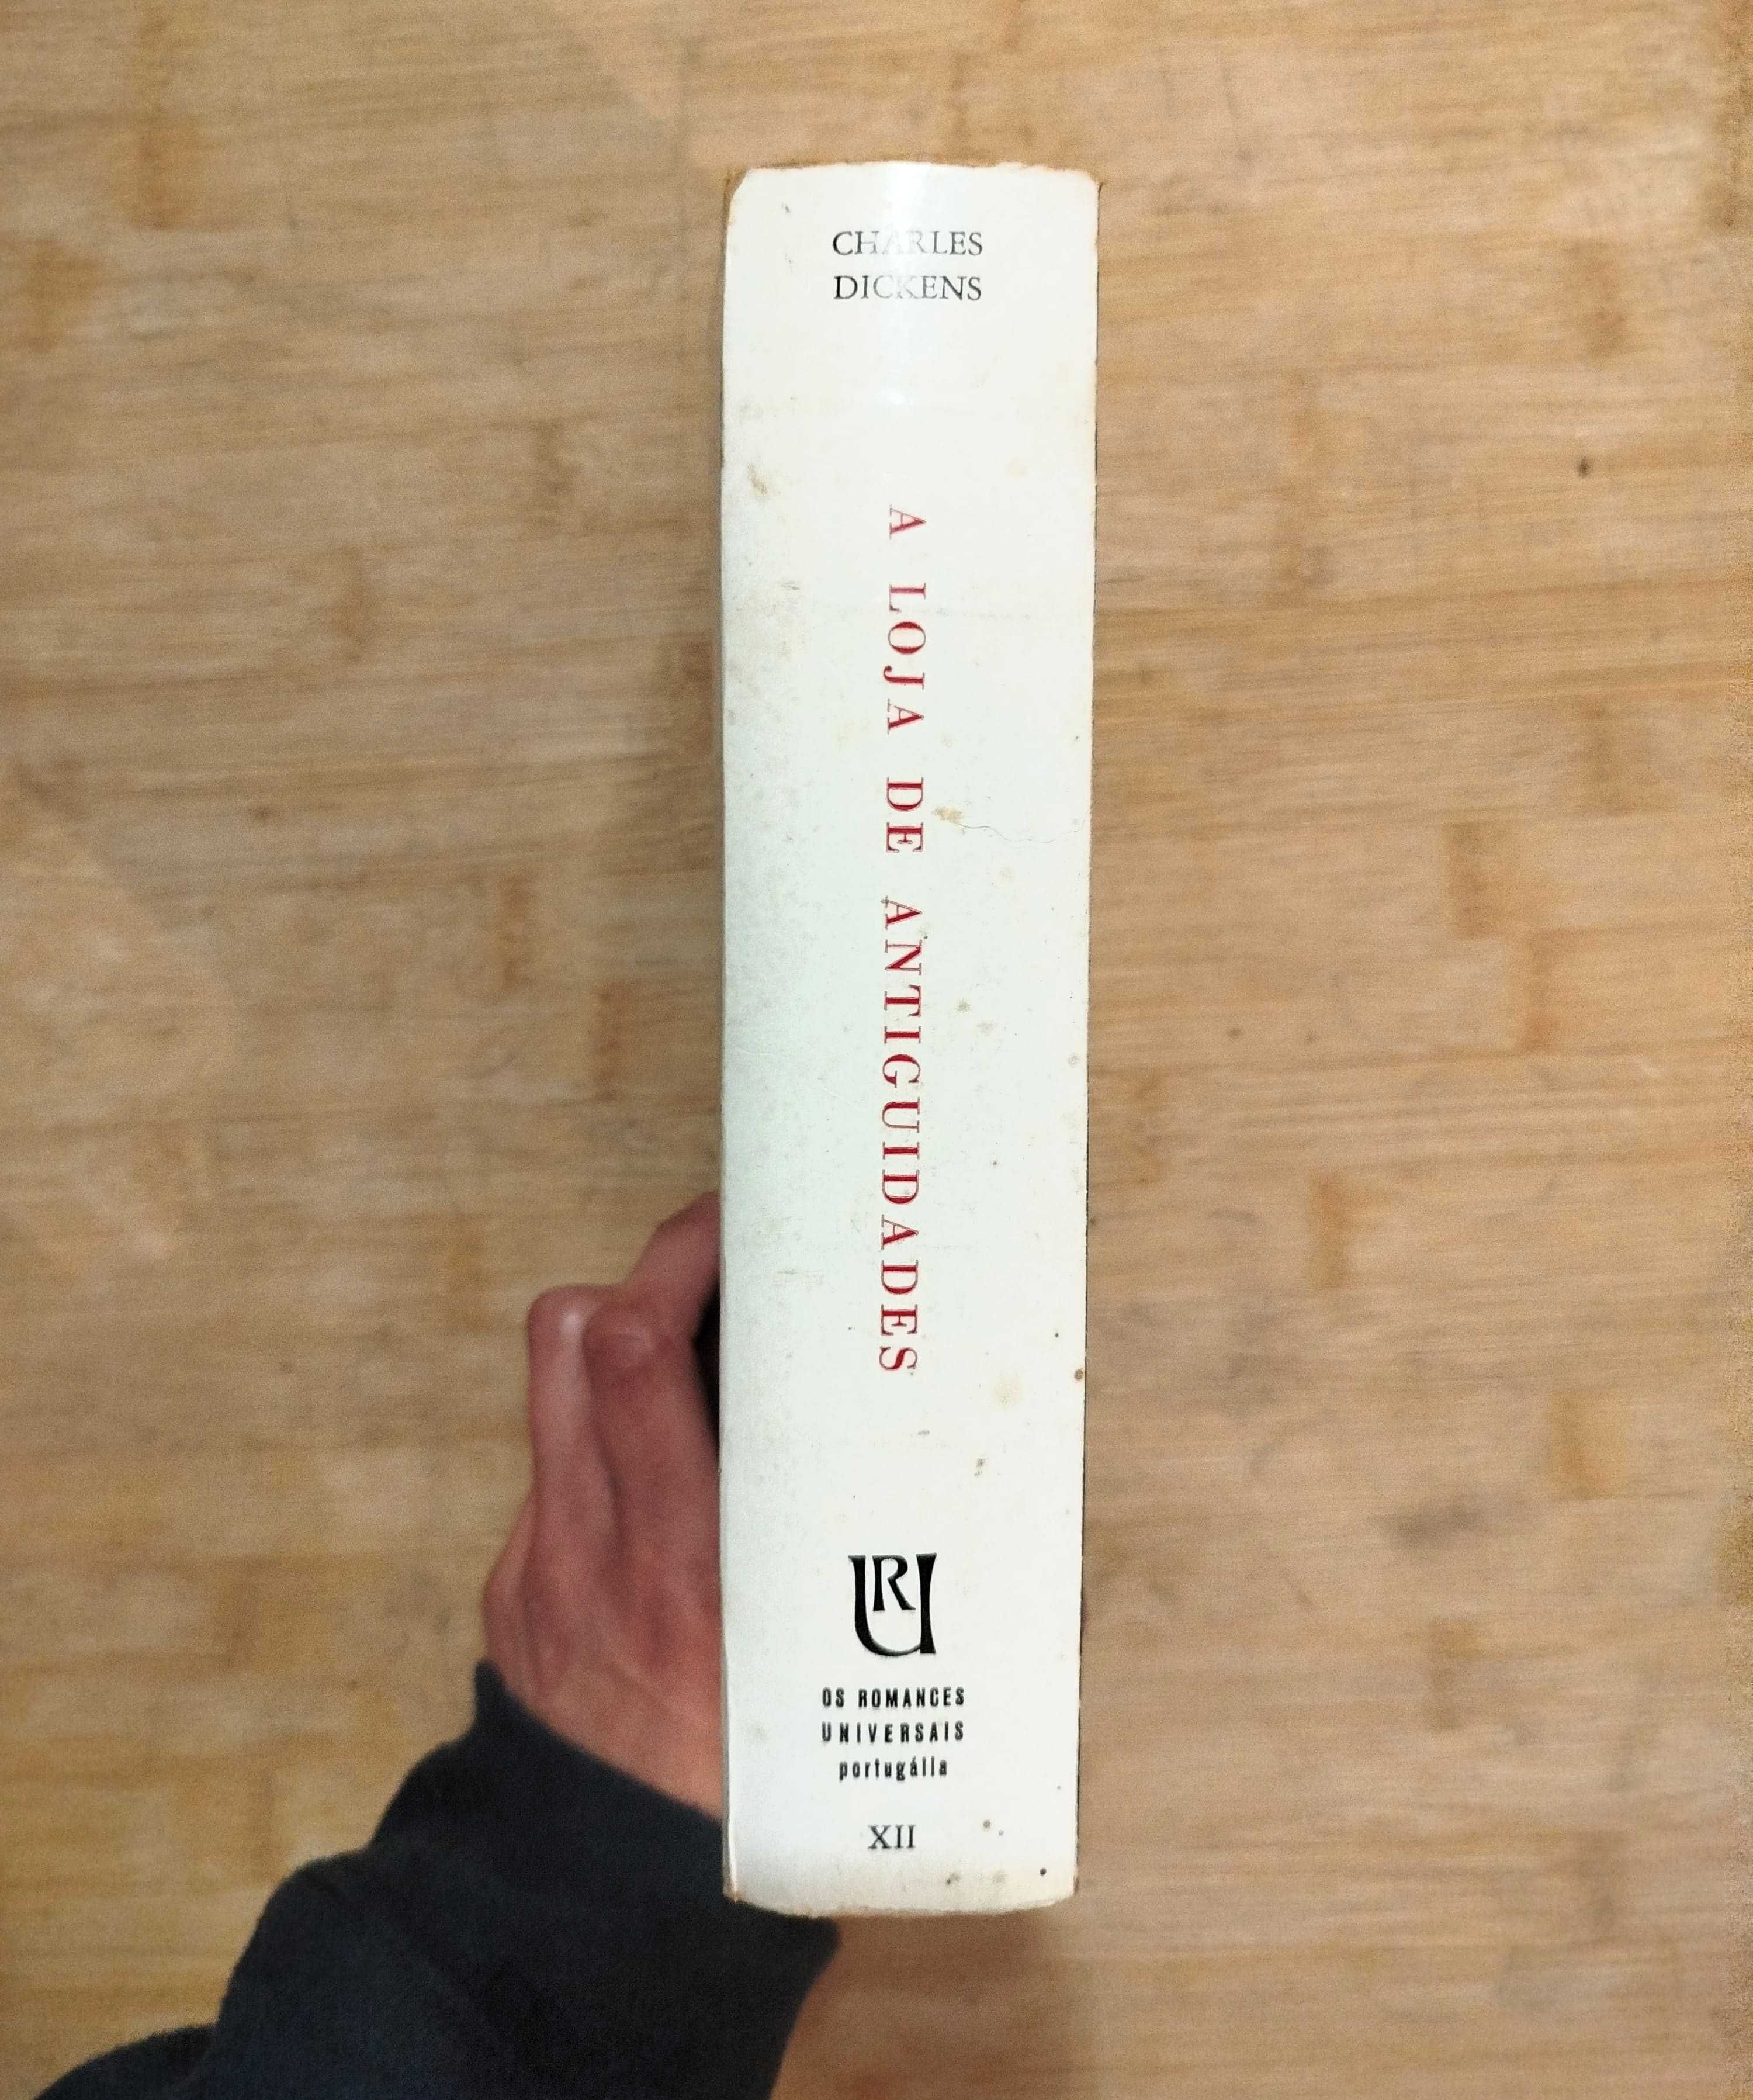 CHARLES
DICKENS
A LOJA DE ANTIGUIDADES
RU
OS ROMANCES
UNIVERSAIS
portugália
XII